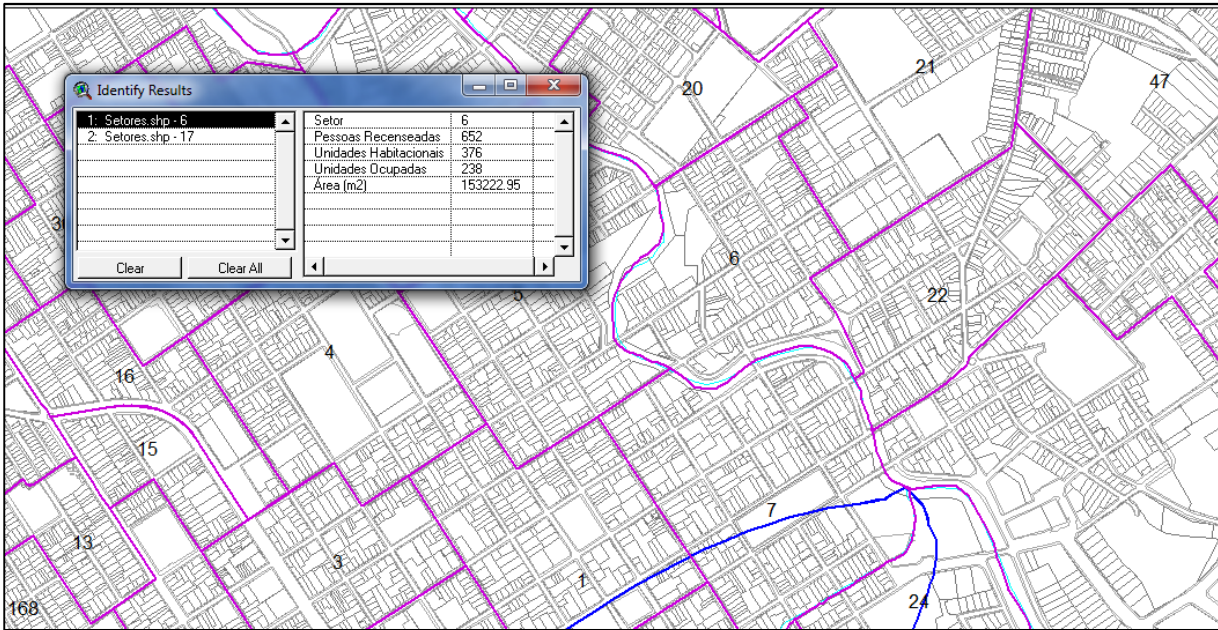 Identify Results
1: Setores.shp - 6
2: Setores.shp - 17
Setor 6
Pessoas Recenseadas 652
Unidades Habitacionais 376
Unidades Ocupadas 238
Área (m2) 153222.95
Clear Clear All
21
47
20
6
22
5
4
16
15
7
3
13
1
24
168